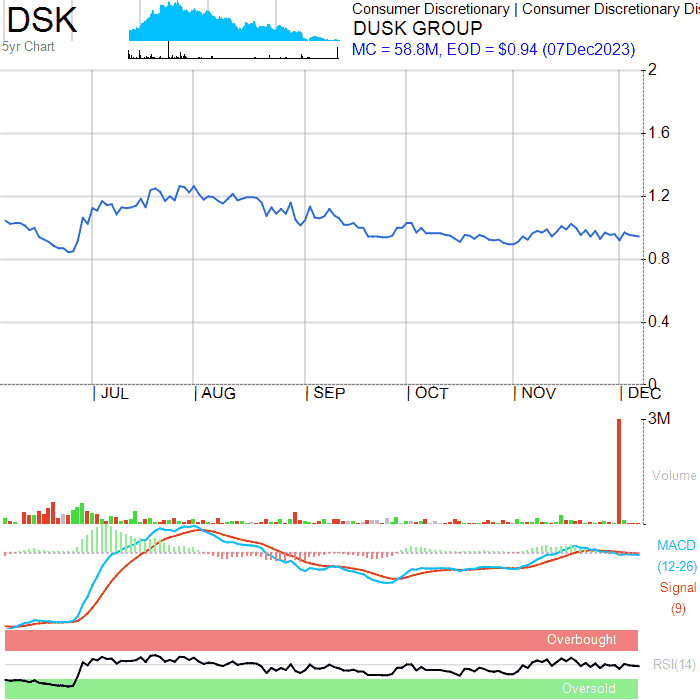 DSK
5yr Chart
Consumer Discretionary | Consumer Discretionary Dis
DUSK GROUP
MC = 58.8M, EOD = $0.94 (07Dec2023)
2
1.6
1.2
0.8
0.4
0
JUL AUG SEP OCT NOV DEC
3M
Volume
MACD
(12-26)
Signal
(9)
Overbought
RSI(14)
Oversold